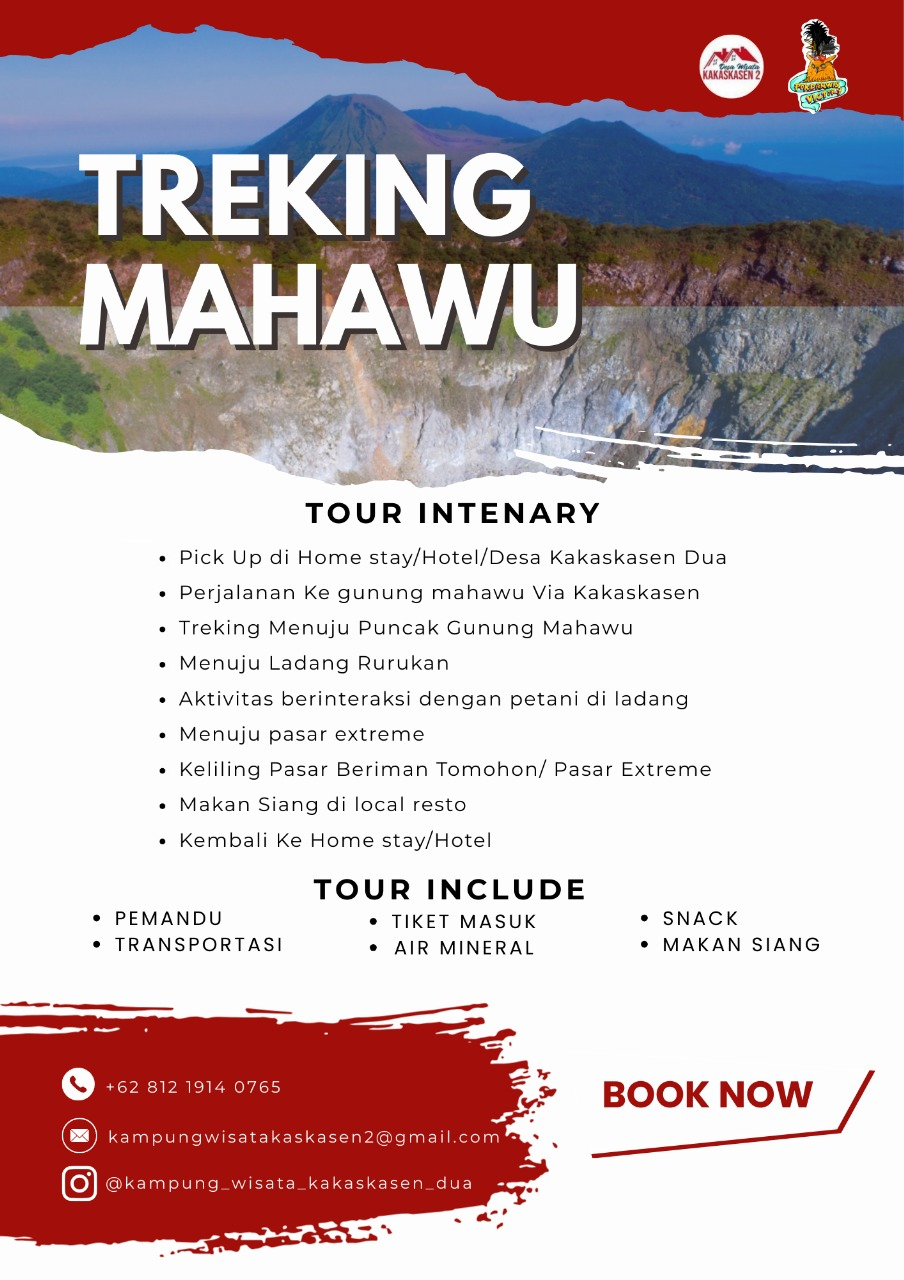 Desa Wisata
KAKASKASEN 2
TREKING
MAHAWU
TOUR INTENARY
• Pick Up di Home stay/Hotel/Desa Kakaskasen Dua
• Perjalanan Ke gunung mahawu Via Kakaskasen
• Treking Menuju Puncak Gunung Mahawu
• Menuju Ladang Rurukan
• Aktivitas berinteraksi dengan petani di ladang
• Menuju pasar extreme
• Keliling Pasar Beriman Tomohon/ Pasar Extreme
• Makan Siang di local resto
• Kembali Ke Home stay/Hotel
TOUR INCLUDE
• PEMANDU
• TRANSPORTASI
• TIKET MASUK
• AIR MINERAL
• SNACK
• MAKAN SIANG
+62 812 1914 0765
kampungwisatakaskasen2@gmail.com
@kampung_wisata_kakaskasen_dua
BOOK NOW